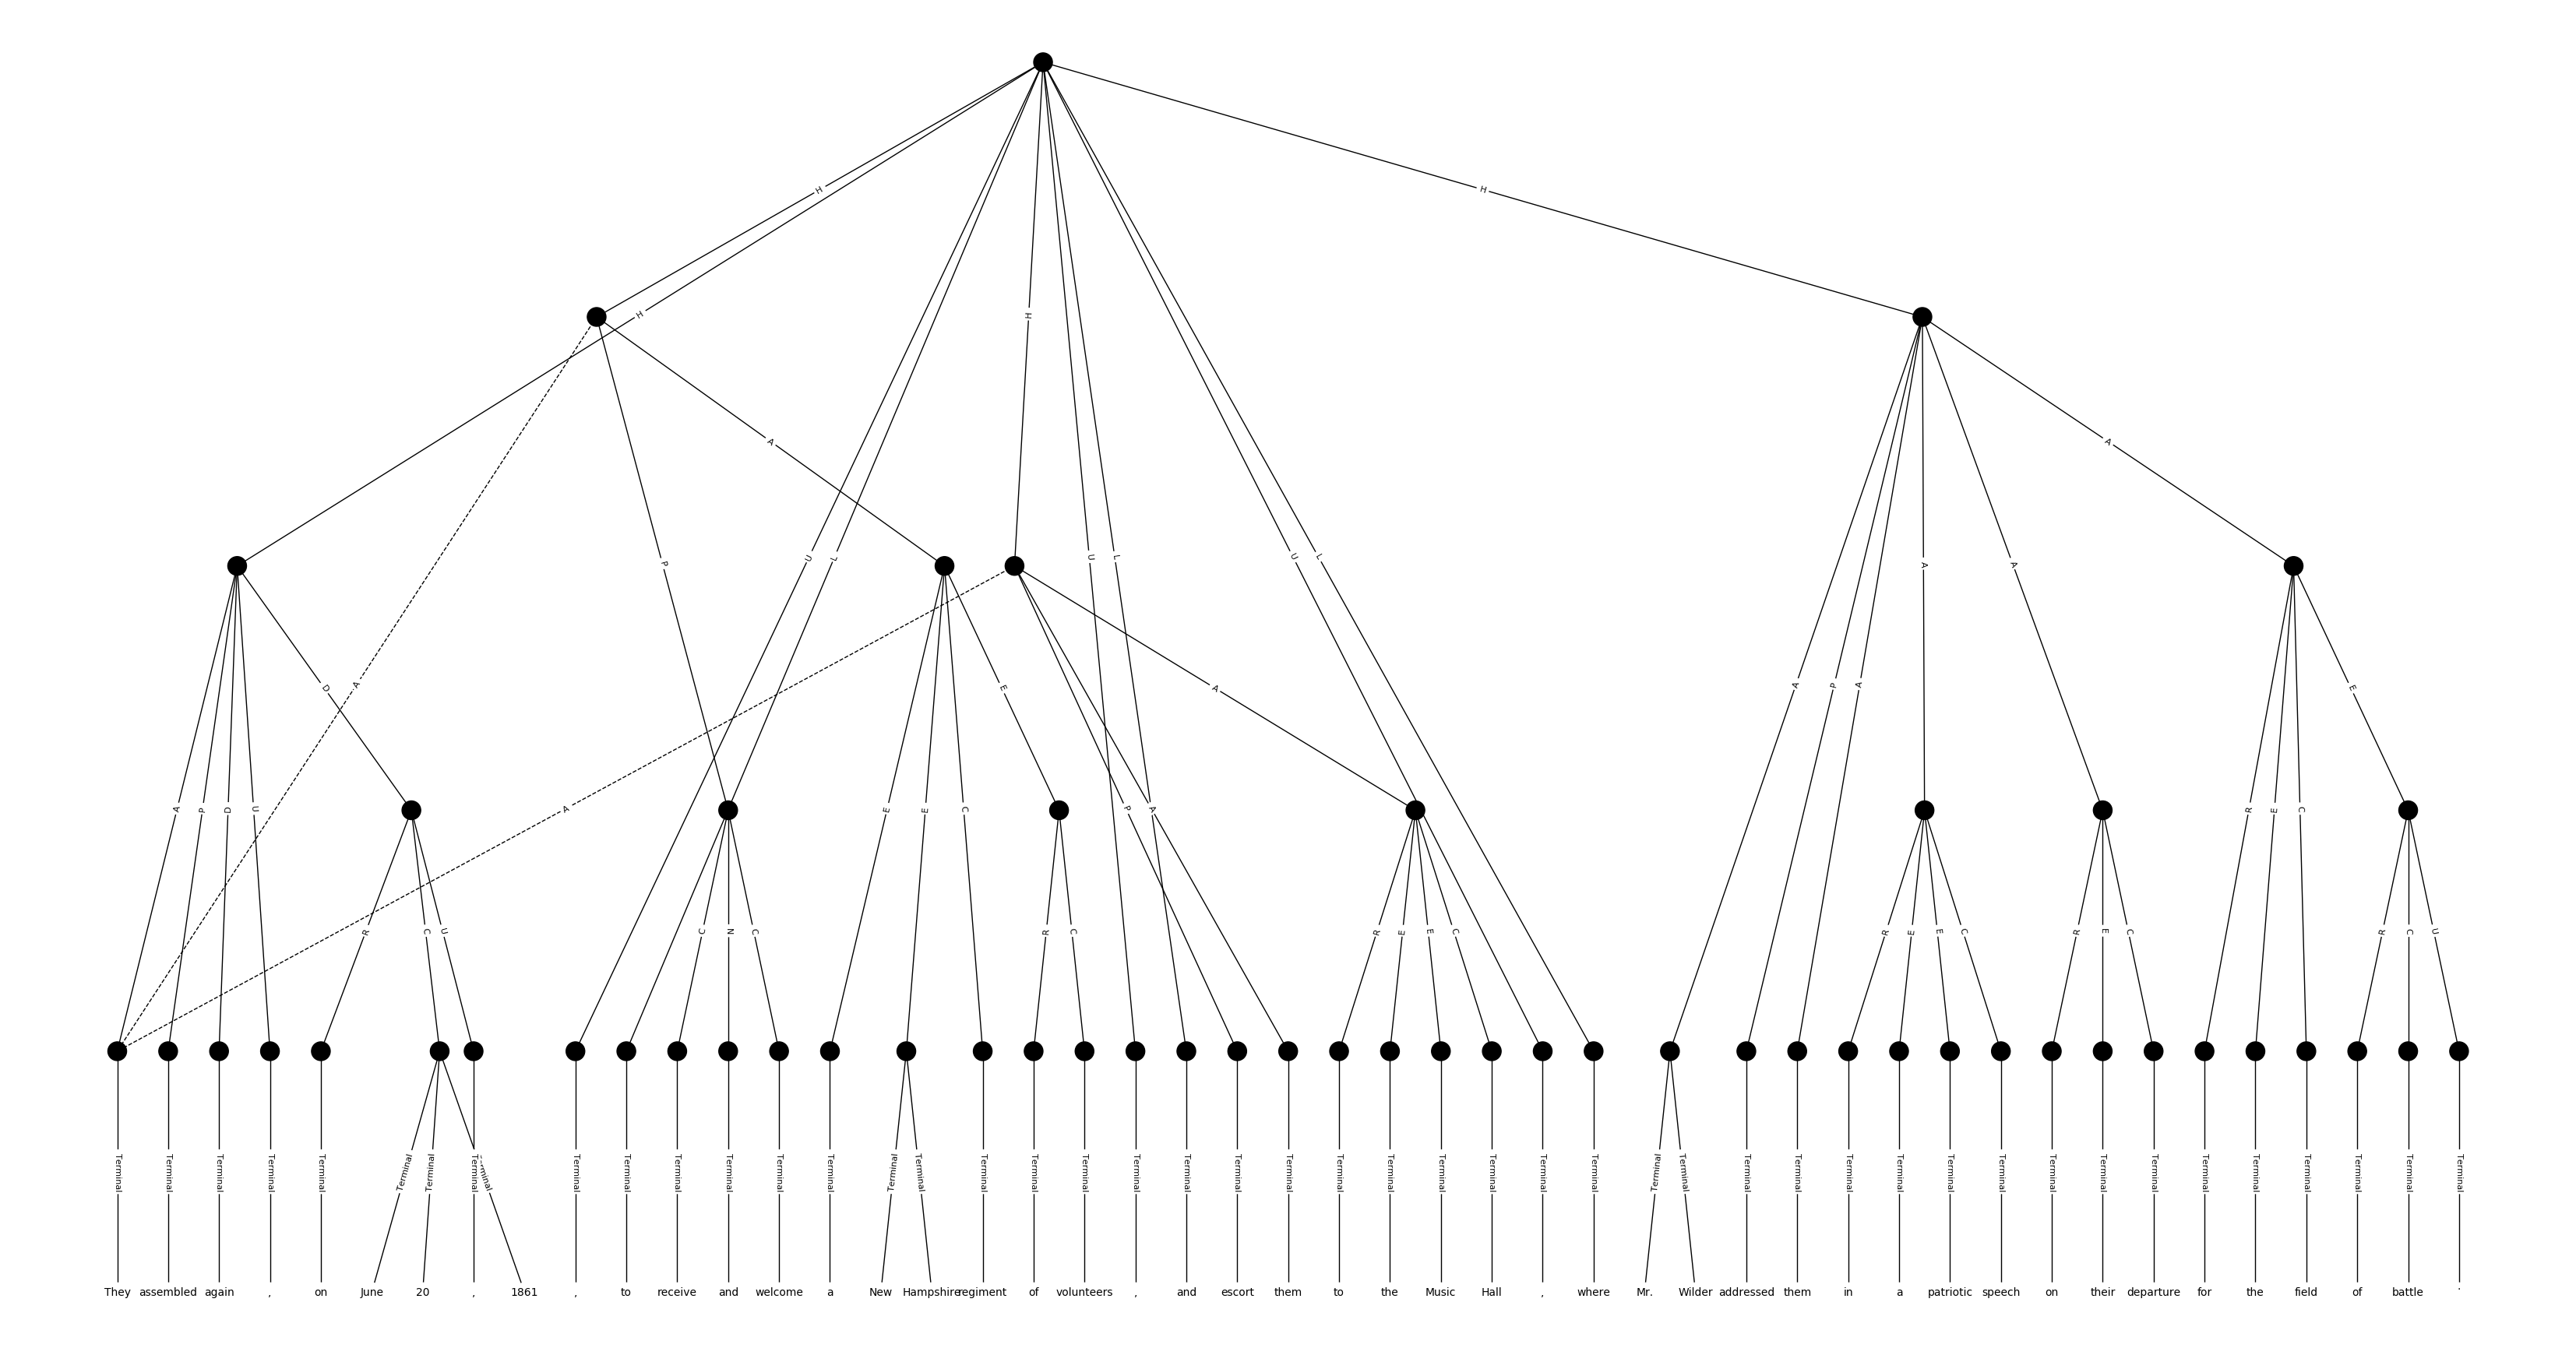 H H
H
H
A
P U L U L U L A A A
D A E A A P A E
A P D U A E E C P A R E C
R C U C N C R C R E E C R E E C R E C R C U
Terminal Terminal Terminal Terminal Terminal Terminal Terminal Terminal Terminal Terminal Terminal Terminal Terminal Terminal Terminal Terminal Terminal Terminal Terminal Terminal Terminal Terminal Terminal Terminal Terminal Terminal Terminal Terminal Terminal Terminal Terminal Terminal Terminal Terminal Terminal Terminal Terminal Terminal Terminal Terminal Terminal Terminal Terminal Terminal Terminal Terminal Terminal
They assembled again , on June 20 , 1861 , to receive and welcome a New Hampshire regiment of volunteers , and escort them to the Music Hall , where Mr. Wilder addressed them in a patriotic speech on their departure for the field of battle .